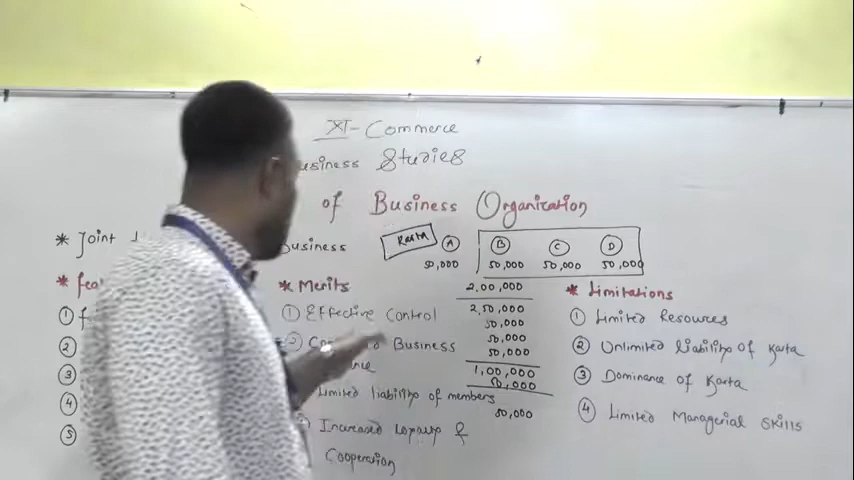 XI-Commerce
Business Studies
of Business Organization
* Joint
Business
Karta
A
B
C
D
50,000
50,000
50,000
50,000
2,00,000
2,50,000
50,000
50,000
50,000
1,00,000
50,000
50,000
* Merits
① Effective Control
② Business
Limited liability of members
Increased Loyalty &
Cooperation
* Limitations
① Limited Resources
② Unlimited liability of Karta
③ Dominance of Karta
④ Limited Managerial Skills
* fea
①
②
③
④
⑤